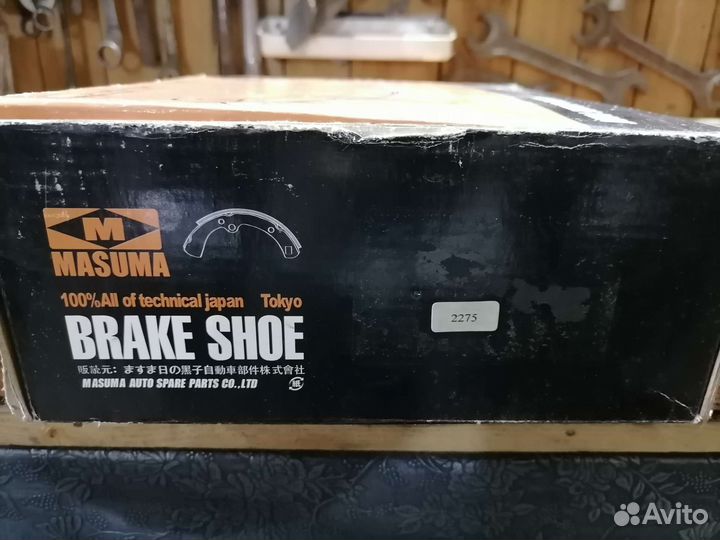 M
MASUMA
100%All of technical japan Tokyo
BRAKE SHOE
2275
販訟元: ますま日の黒子自動車部件株式會社
MASUMA AUTO SPARE PARTS CO.,LTD
Avito